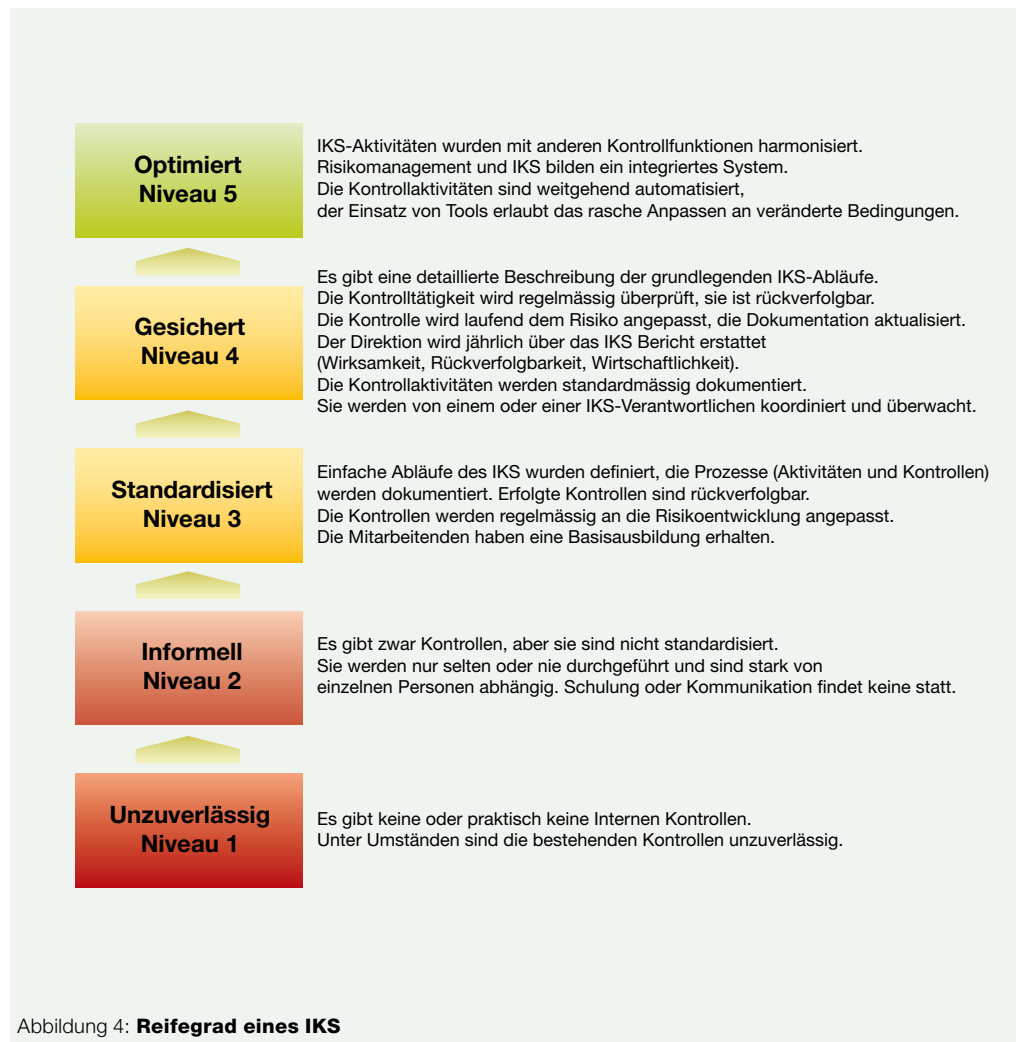 Optimiert
Niveau 5
IKS-Aktivitäten wurden mit anderen Kontrollfunktionen harmonisiert.
Risikomanagement und IKS bilden ein integriertes System.
Die Kontrollaktivitäten sind weitgehend automatisiert,
der Einsatz von Tools erlaubt das rasche Anpassen an veränderte Bedingungen.
Gesichert
Niveau 4
Es gibt eine detaillierte Beschreibung der grundlegenden IKS-Abläufe.
Die Kontrolltätigkeit wird regelmässig überprüft, sie ist rückverfolgbar.
Die Kontrolle wird laufend dem Risiko angepasst, die Dokumentation aktualisiert.
Der Direktion wird jährlich über das IKS Bericht erstattet
(Wirksamkeit, Rückverfolgbarkeit, Wirtschaftlichkeit).
Die Kontrollaktivitäten werden standardmässig dokumentiert.
Sie werden von einem oder einer IKS-Verantwortlichen koordiniert und überwacht.
Standardisiert
Niveau 3
Einfache Abläufe des IKS wurden definiert, die Prozesse (Aktivitäten und Kontrollen)
werden dokumentiert. Erfolgte Kontrollen sind rückverfolgbar.
Die Kontrollen werden regelmässig an die Risikoentwicklung angepasst.
Die Mitarbeitenden haben eine Basisausbildung erhalten.
Informell
Niveau 2
Es gibt zwar Kontrollen, aber sie sind nicht standardisiert.
Sie werden nur selten oder nie durchgeführt und sind stark von
einzelnen Personen abhängig. Schulung oder Kommunikation findet keine statt.
Unzuverlässig
Niveau 1
Es gibt keine oder praktisch keine Internen Kontrollen.
Unter Umständen sind die bestehenden Kontrollen unzuverlässig.
Abbildung 4: Reifegrad eines IKS